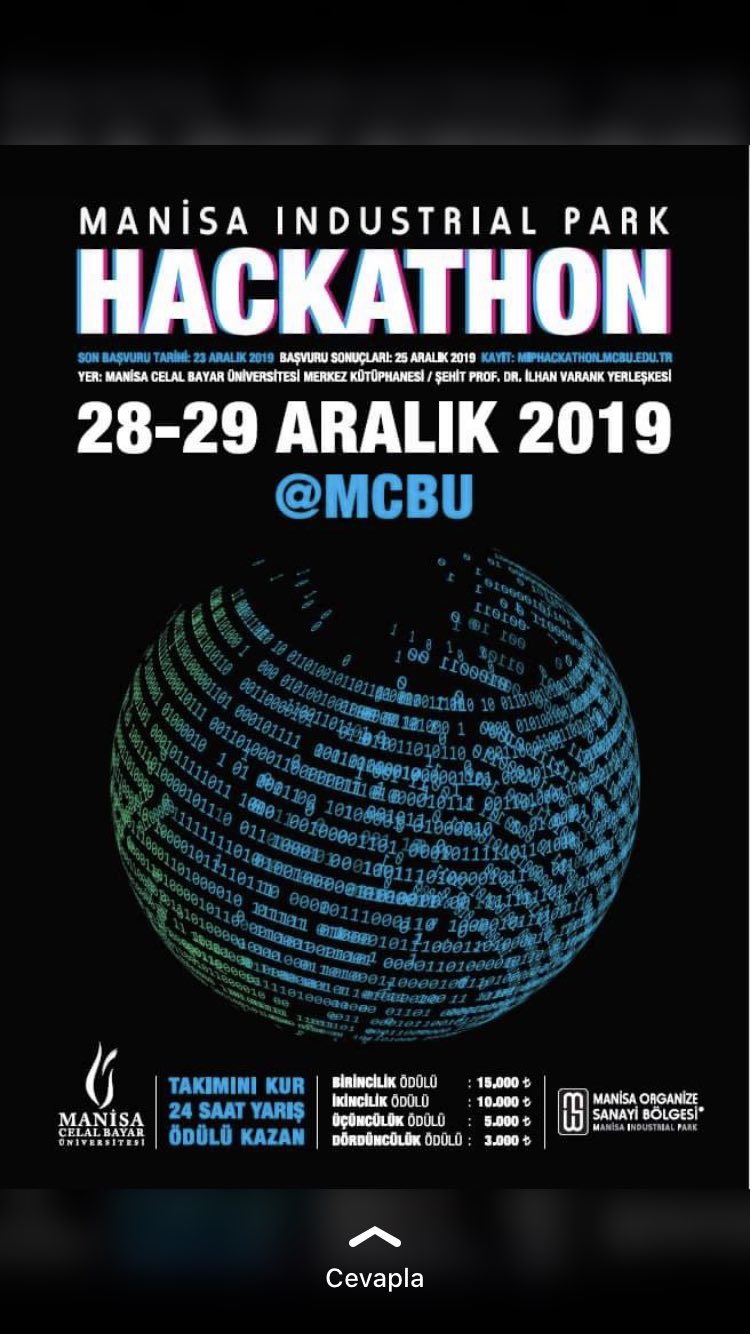 MANİSA INDUSTRIAL PARK
HACKATHON
SON BAŞVURU TARİHİ: 23 ARALIK 2019 BAŞVURU SONUÇLARI: 25 ARALIK 2019 KAYIT: MIPHACKATHON.MCBU.EDU.TR
YER: MANİSA CELAL BAYAR ÜNİVERSİTESİ MERKEZ KÜTÜPHANESİ / ŞEHİT PROF. DR. İLHAN VARANK YERLEŞKESİ
28-29 ARALIK 2019
@MCBU
MANİSA
CELAL BAYAR
ÜNİVERSİTESİ
TAKIMINI KUR
24 SAAT YARIŞ
ÖDÜLÜ KAZAN
BİRİNCİLİK ÖDÜLÜ : 15.000 ₺
İKİNCİLİK ÖDÜLÜ : 10.000 ₺
ÜÇÜNCÜLÜK ÖDÜLÜ : 5.000 ₺
DÖRDÜNCÜLÜK ÖDÜLÜ : 3.000 ₺
MANİSA ORGANİZE
SANAYİ BÖLGESİ®
MANİSA INDUSTRIAL PARK
Cevapla